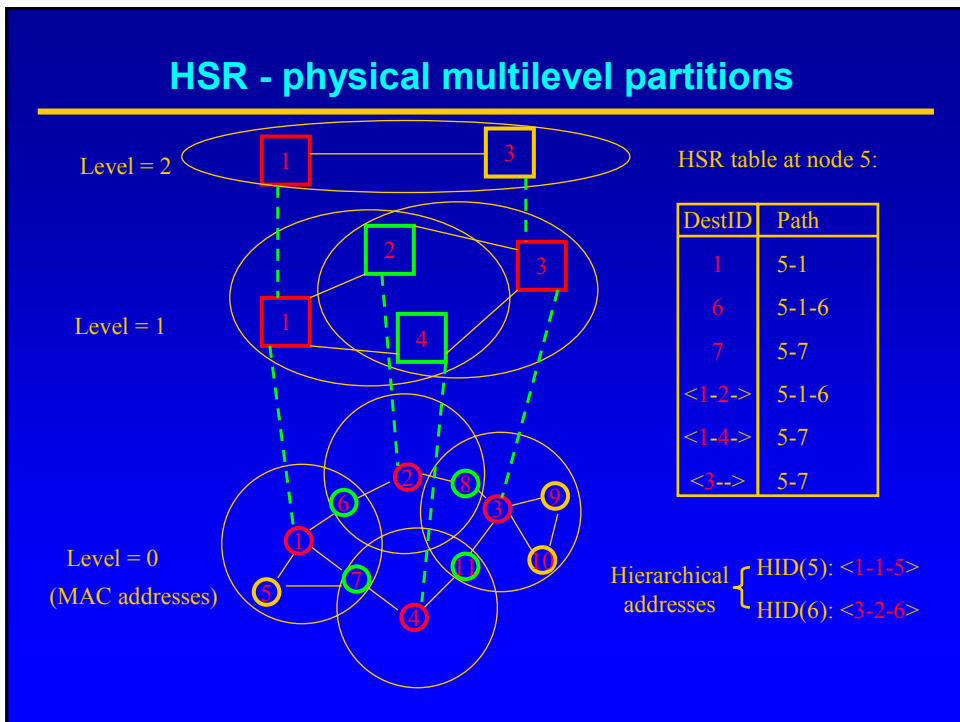 HSR - physical multilevel partitions
Level = 2
1
3
HSR table at node 5:
DestID Path
1 5-1
6 5-1-6
7 5-7
<1-2-> 5-1-6
<1-4-> 5-7
<3--> 5-7
2
3
Level = 1
1
4
2
8
9
6
3
1
Level = 0
(MAC addresses)
7
11
10
5
4
Hierarchical
addresses
HID(5): <1-1-5>
HID(6): <3-2-6>